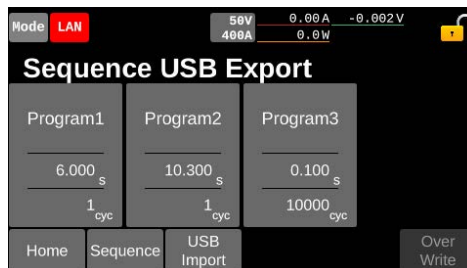 Mode LAN 50V 0.00A -0.002V
400A 0.0W
Sequence USB Export
Program1 Program2 Program3
6.000 s 10.300 s 0.100 s
1 cyc 1 cyc 10000 cyc
Home Sequence USB Import Over Write